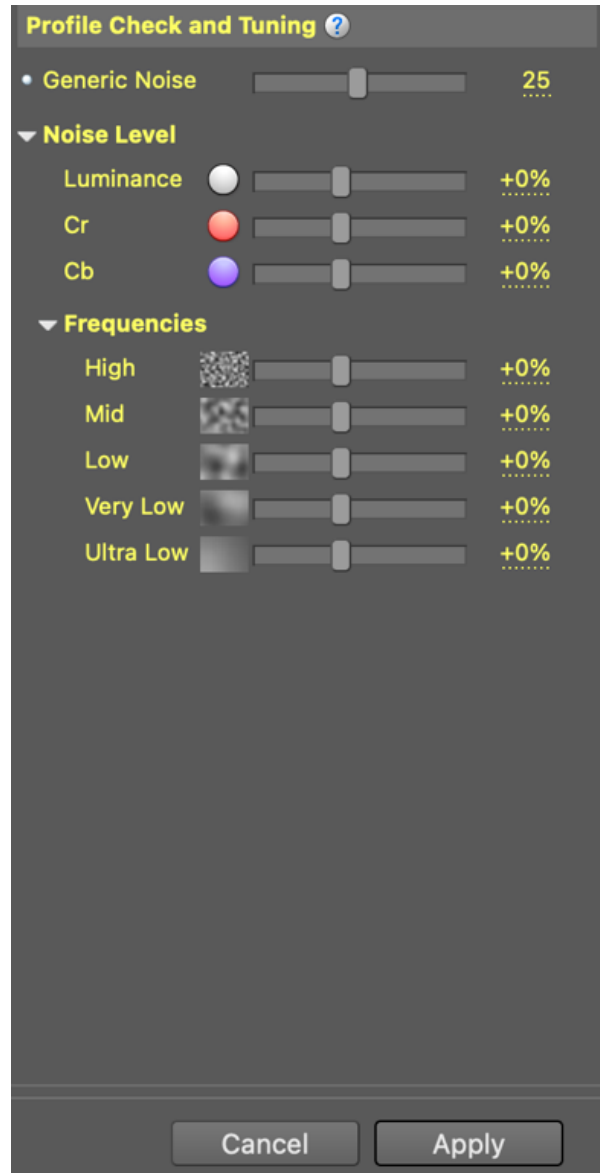 Profile Check and Tuning ?
Generic Noise 25
Noise Level
Luminance +0%
Cr +0%
Cb +0%
Frequencies
High +0%
Mid +0%
Low +0%
Very Low +0%
Ultra Low +0%
Cancel Apply